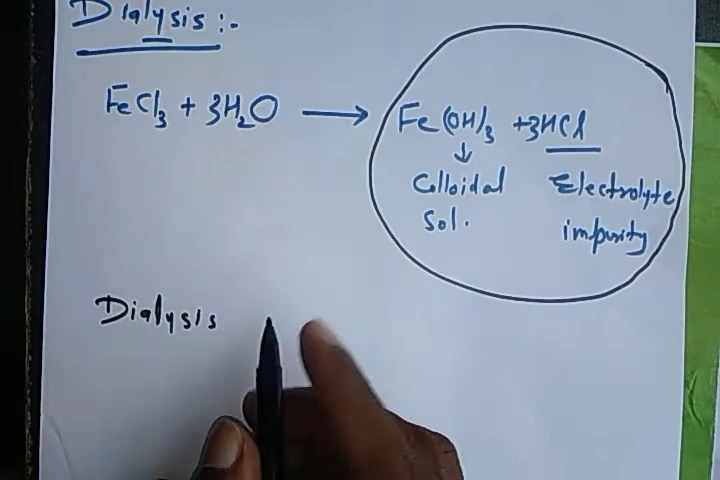 Dialysis :-
FeCl3 + 3H2O → Fe(OH)3 + 3HCl
↓
Colloidal Electrolyte
Sol. impurity
Dialysis